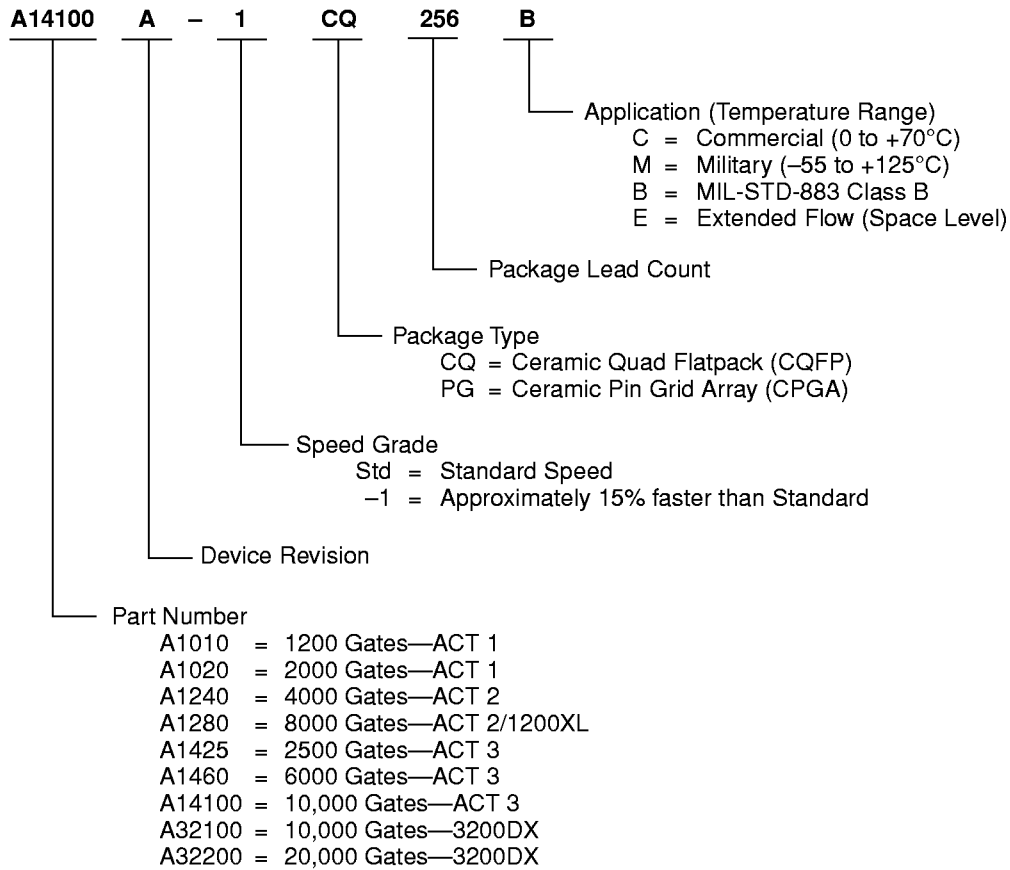 A14100 A – 1 CQ 256 B
Application (Temperature Range)
C = Commercial (0 to +70°C)
M = Military (–55 to +125°C)
B = MIL-STD-883 Class B
E = Extended Flow (Space Level)
Package Lead Count
Package Type
CQ = Ceramic Quad Flatpack (CQFP)
PG = Ceramic Pin Grid Array (CPGA)
Speed Grade
Std = Standard Speed
–1 = Approximately 15% faster than Standard
Device Revision
Part Number
A1010 = 1200 Gates—ACT 1
A1020 = 2000 Gates—ACT 1
A1240 = 4000 Gates—ACT 2
A1280 = 8000 Gates—ACT 2/1200XL
A1425 = 2500 Gates—ACT 3
A1460 = 6000 Gates—ACT 3
A14100 = 10,000 Gates—ACT 3
A32100 = 10,000 Gates—3200DX
A32200 = 20,000 Gates—3200DX